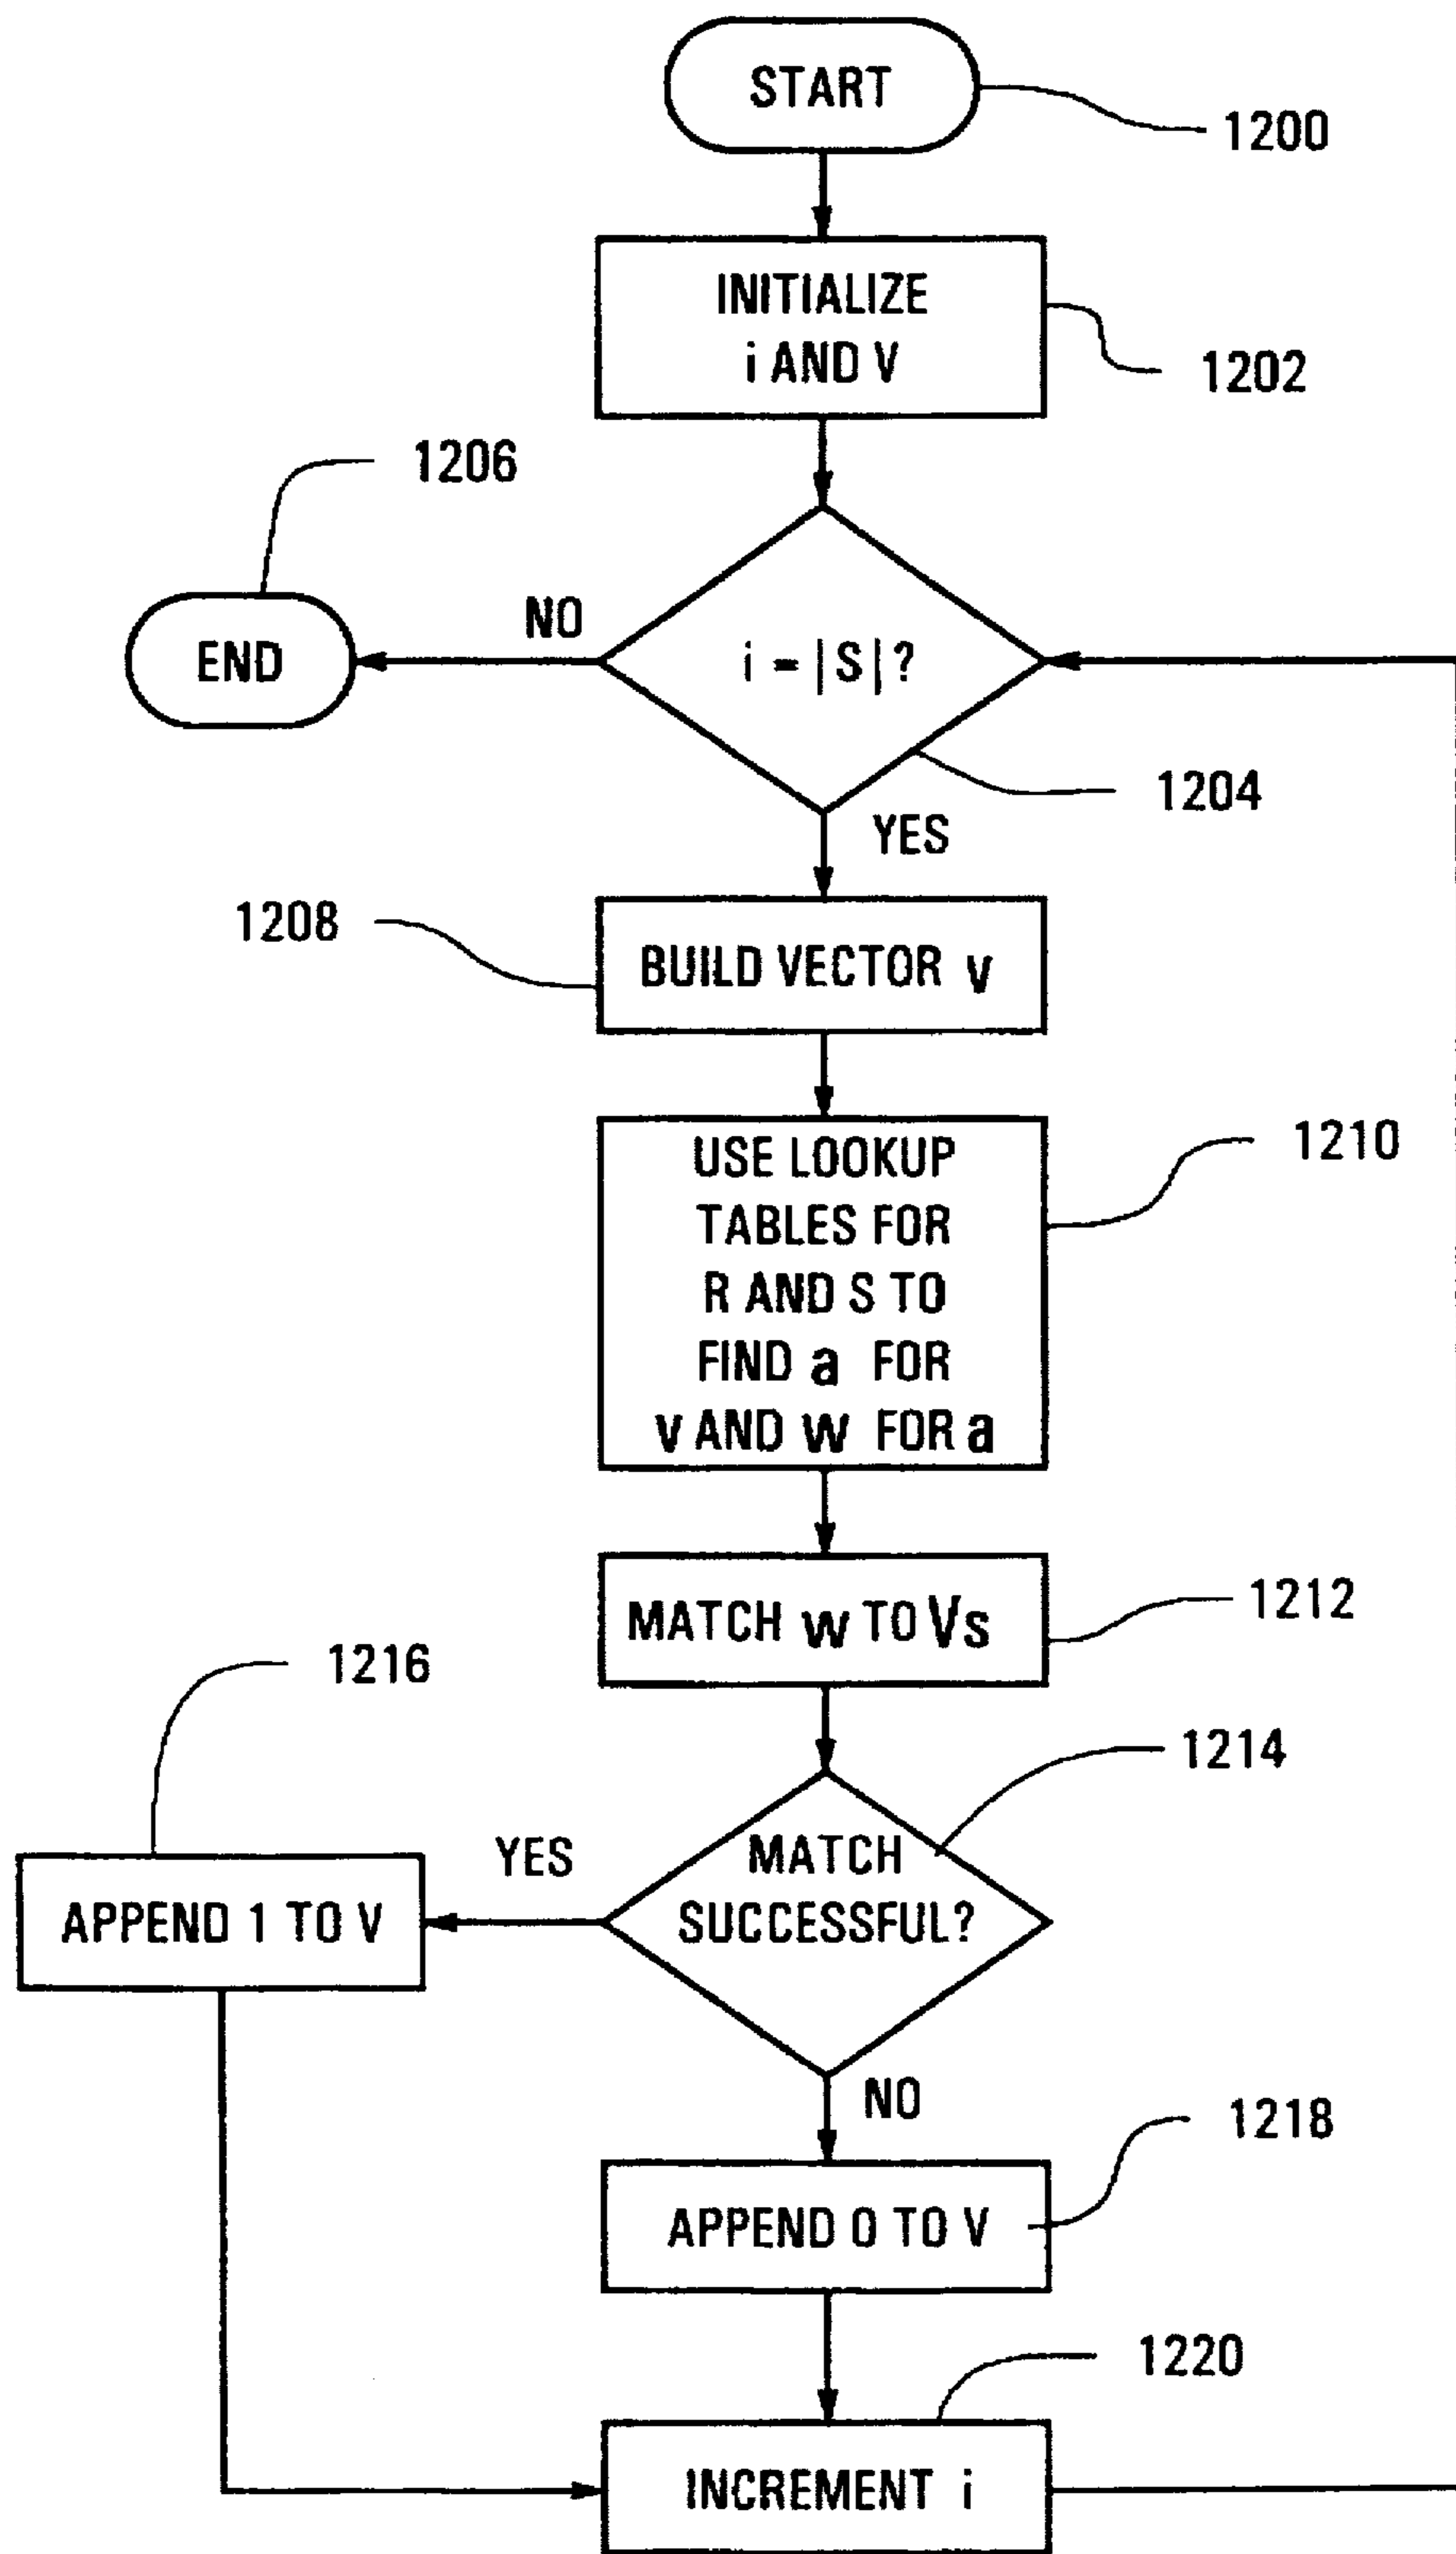 START
1200
INITIALIZE
i AND V
1202
1206
END
NO
i = |S|?
1204
YES
1208
BUILD VECTOR v
USE LOOKUP
TABLES FOR
R AND S TO
FIND a FOR
v AND w FOR a
1210
MATCH w TO Vs
1212
1216
1214
YES
MATCH
SUCCESSFUL?
APPEND 1 TO V
NO
1218
APPEND 0 TO V
1220
INCREMENT i